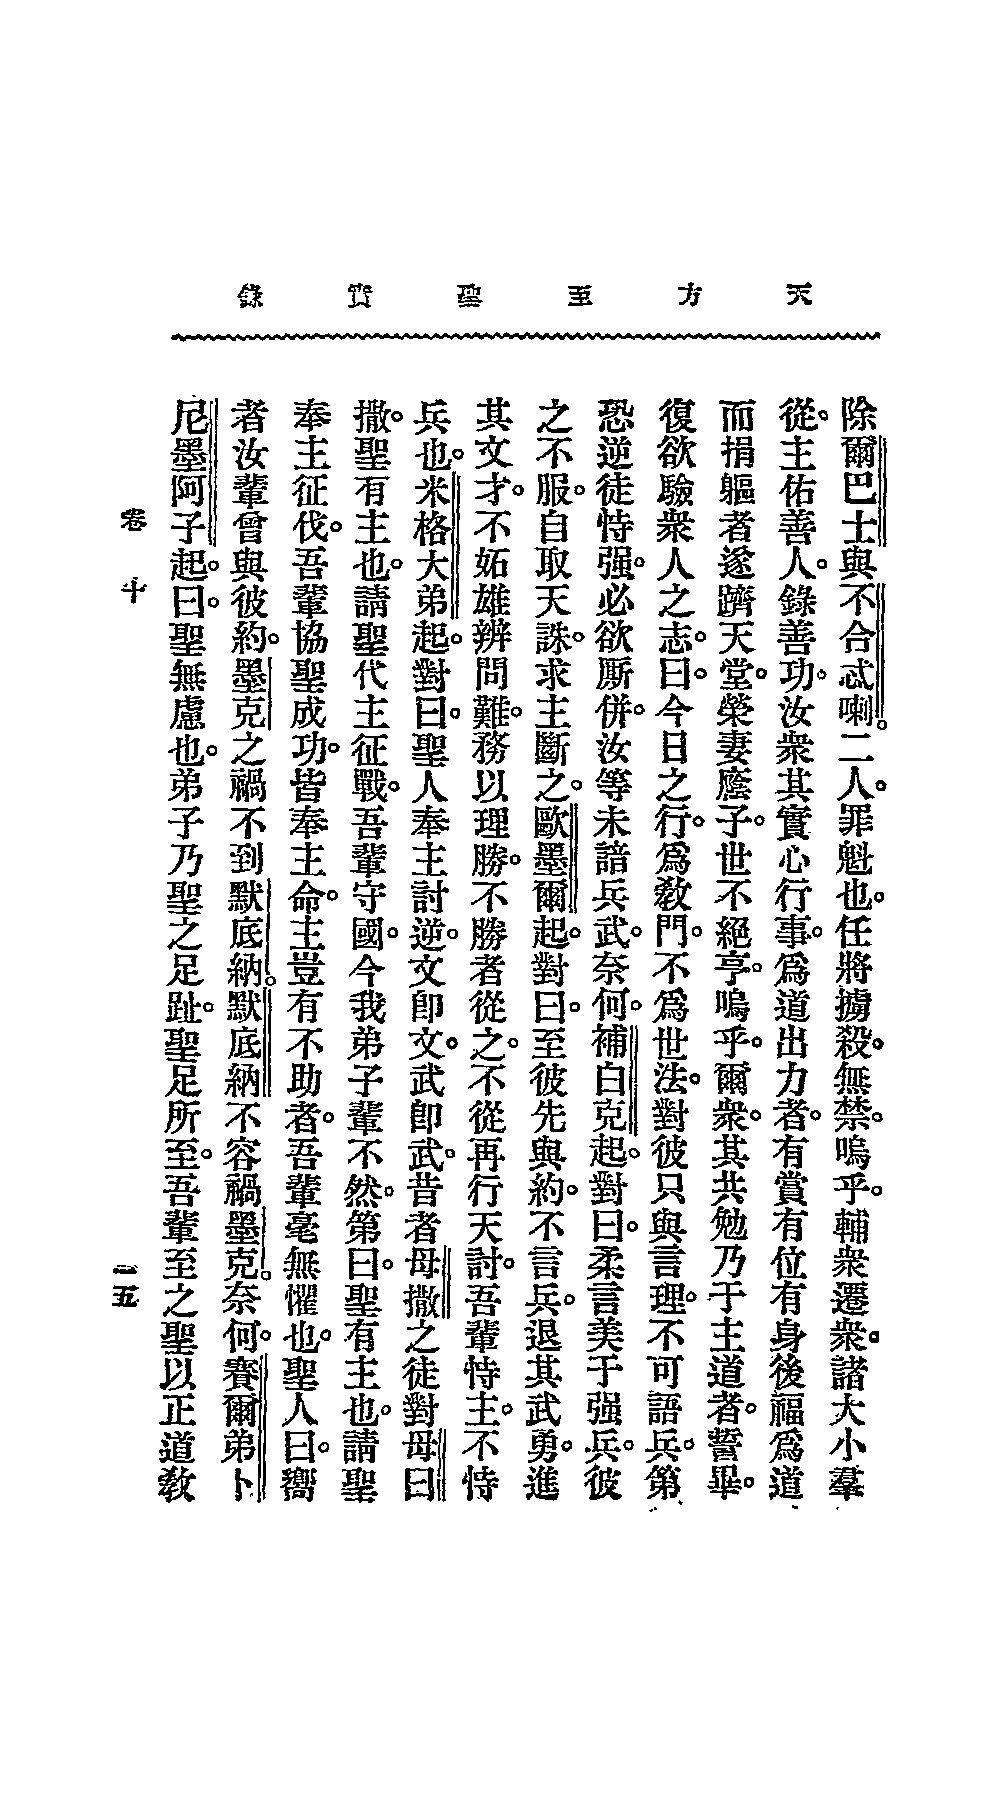 天方至聖實錄
除爾巴士與不合忒喇。二人。罪魁也。任將擄殺。無禁。嗚乎。輔衆遷衆。諸大小羣
從。主佑善人。錄善功。汝衆其實心行事。爲道出力者。有賞有位有身後福爲道
而捐軀者遂躋天堂。榮妻廕子。世不絕亨。嗚乎。爾衆。其共勉乃于主道者。誓畢。
復欲驗衆人之志。曰。今日之行。爲敎門。不爲世法。對彼只與言理。不可語兵。第
恐逆徒恃强。必欲厮併。汝等未諳兵武。奈何。補白克起。對曰。柔言美于强兵。彼
之不服。自取天誅。求主斷之。歐墨爾起。對曰。至彼先與約。不言兵。退其武勇。進
其文才。不妬雄辨問難。務以理勝。不勝者從之。不從再行天討。吾輩恃主。不恃
兵也。米格大弟起。對曰。聖人奉主討逆。文卽文。武卽武。昔者母撒之徒對母曰
撒。聖有主也。請聖代主征戰。吾輩守國。今我弟子輩不然。第曰。聖有主也。請聖
奉主征伐。吾輩協聖成功。皆奉主命。主豈有不助者。吾輩毫無懼也。聖人曰。嚮
者汝輩曾與彼約。墨克之禍不到默底納。默底納不容禍墨克。奈何。賽爾弟卜
尼墨阿子起。曰。聖無慮也。弟子乃聖之足趾。聖足所至。吾輩至之聖以正道敎
卷十
一五